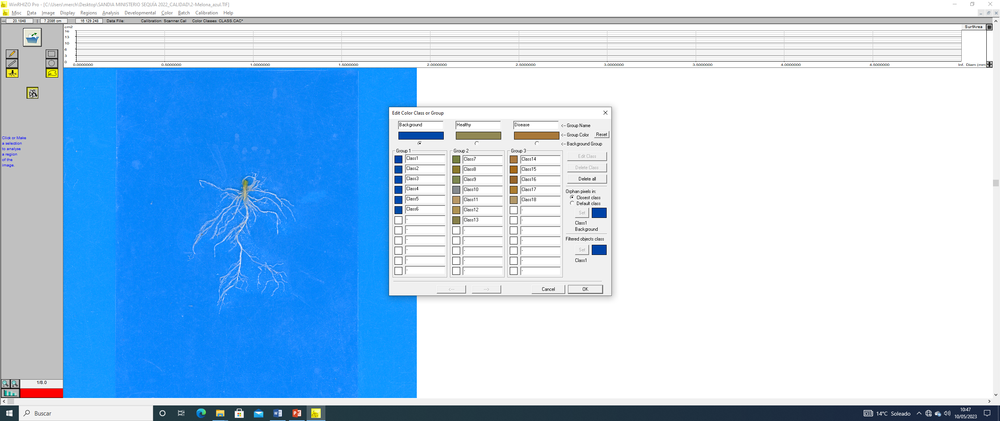 WinRHIZO Pro - [C:\Users\merch\Desktop\SANDIA MINISTERIO SEQUÍA 2022_CALIDAD\2-Melona_azul.TIF]
Misc Data Image Display Regions Analysis Developmental Color Batch Calibration Help
20.1848 | 7.2086 cm 16 129 248 Data File: Calibration: Scanner.Cal Color Classes: CLASS.CAC*
cm2
SurfArea
16
13
10
6
3
0
0.0000000 0.5000000 1.0000000 1.5000000 2.0000000 2.5000000 3.0000000 3.5000000 4.0000000 4.5000000 Inf. Diam (mm
Click or Make
a selection
to analyse
a region
of the
image.
1/8.0
Edit Color Class or Group
Background Healthy Disease <-- Group Name
<-- Group Color Reset
<-- Background Group
Group 1 Group 2 Group 3
Class1 Class7 Class14 Edit Class
Class2 Class8 Class15 Delete Class
Class3 Class9 Class16 Delete all
Class4 Class10 Class17
Class5 Class11 Class18
Class6 Class12 -
- Class13 -
- - -
- - -
- - -
- - -
- - -
Orphan pixels in:
Closest class
Default class
Set
Class1
Background
Filtered objects class
Set
Class1
<--- ---> Cancel OK
Buscar
14°C Soleado
10:47
10/05/2023